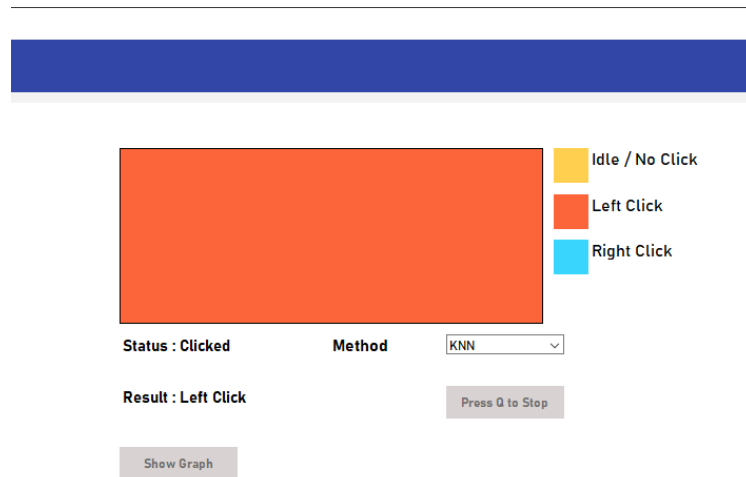 Idle / No Click
Left Click
Right Click
Status : Clicked
Method
KNN
Result : Left Click
Press Q to Stop
Show Graph